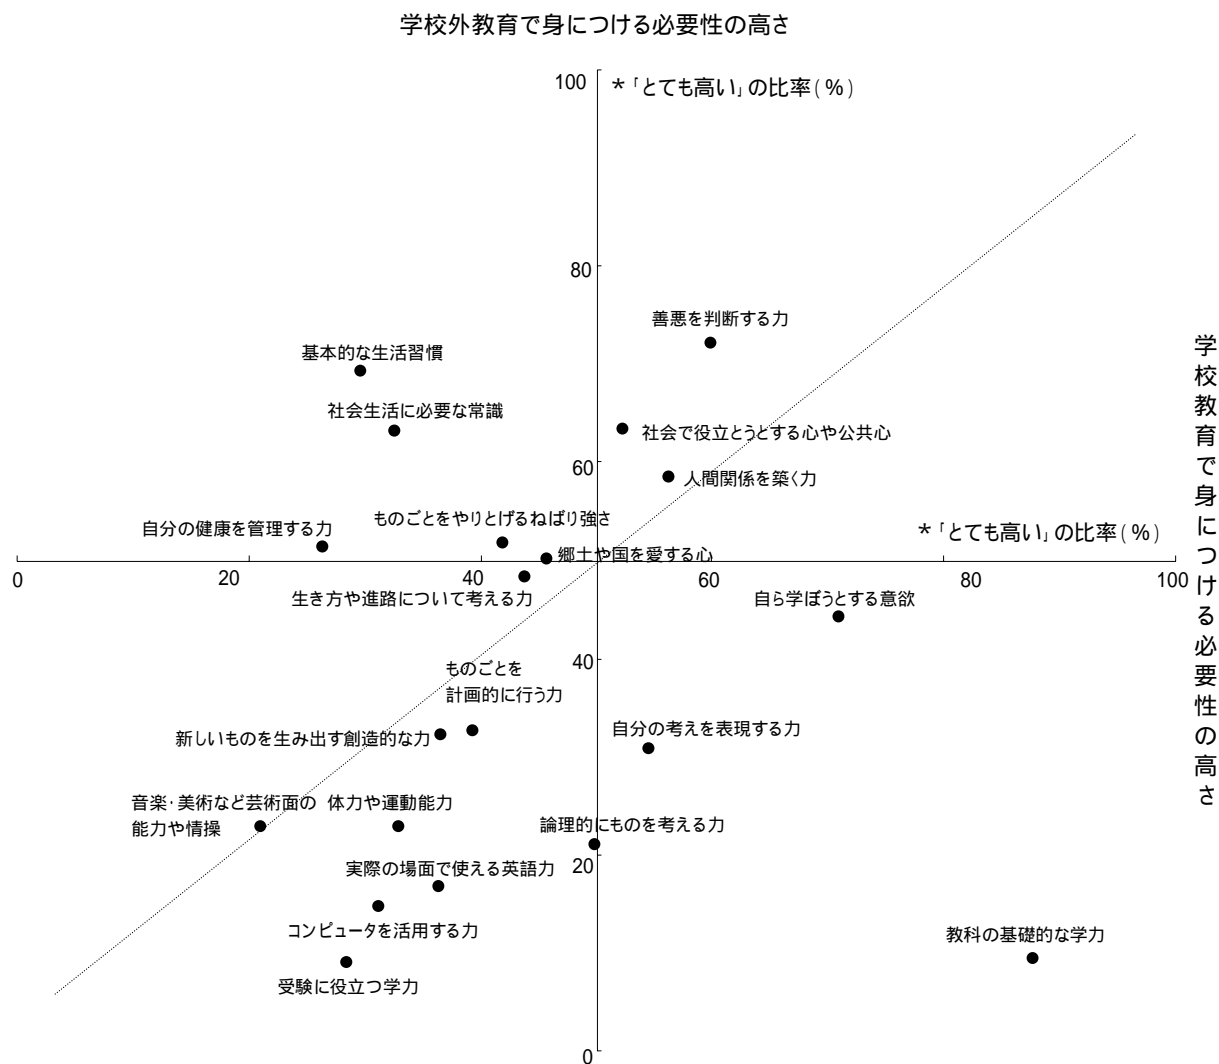 学校外教育で身につける必要性の高さ
100
*「とても高い」の比率(%)
80
善悪を判断する力
基本的な生活習慣
社会生活に必要な常識
社会で役立とうとする心や公共心
60
人間関係を築く力
ものごとをやりとげるねばり強さ
自分の健康を管理する力
*「とても高い」の比率(%)
郷土や国を愛する心
0
20
40
60
80
100
学校教育で身につける必要性の高さ
生き方や進路について考える力
自ら学ぼうとする意欲
40
ものごとを
計画的に行う力
自分の考えを表現する力
新しいものを生み出す創造的な力
音楽・美術など芸術面の
能力や情操
体力や運動能力
論理的にものを考える力
20
実際の場面で使える英語力
コンピュータを活用する力
教科の基礎的な学力
受験に役立つ学力
0